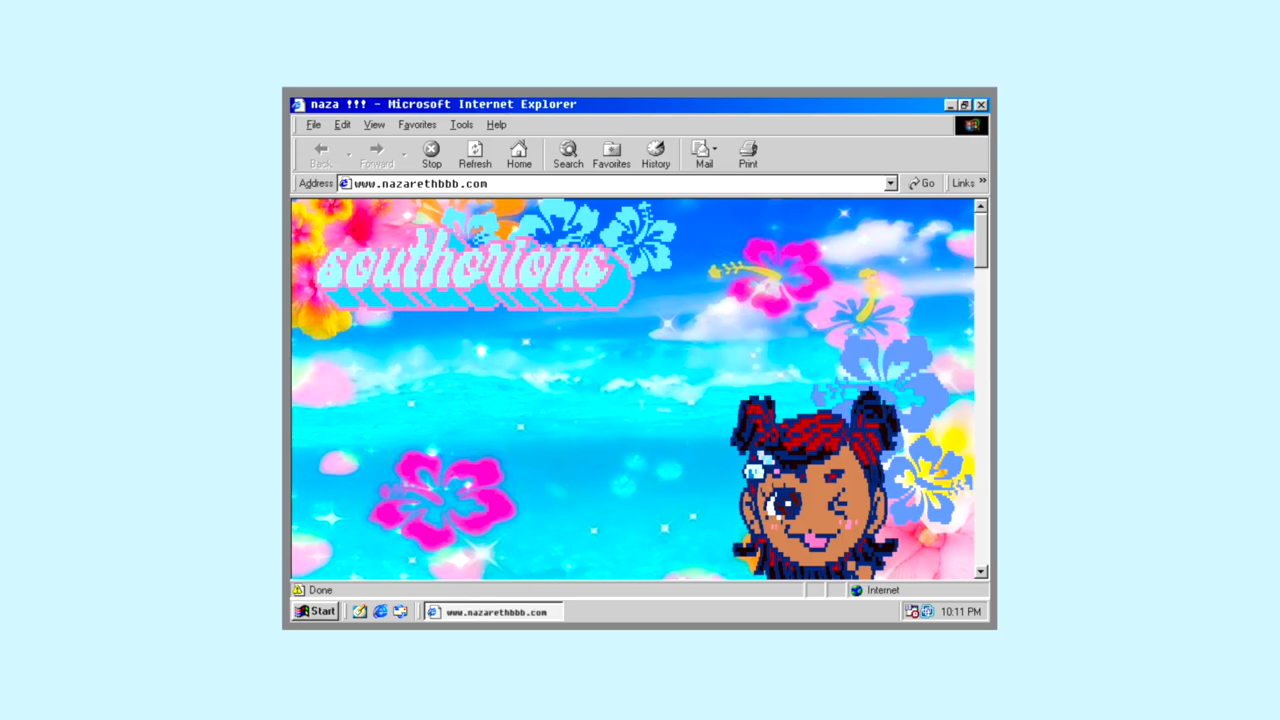 naza !!! - Microsoft Internet Explorer
File Edit View Favorites Tools Help
Back Forward Stop Refresh Home Search Favorites History Mail Print
Address www.nazarethbbb.com Go Links »
southorions
Done Internet
Start www.nazarethbbb.com 10:11 PM